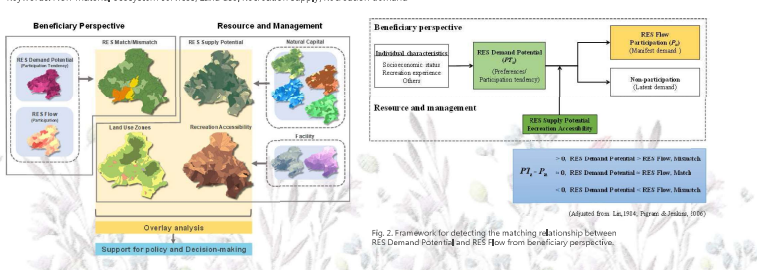 Beneficiary Perspective
Resource and Management
RES Match/Mismatch
RES Supply Potential
Natural Capital
RES Demand Potential
(Participation Tendency)
RES Flow
(Participation)
Land Use Zones
Recreation Accessibility
Facility
Overlay analysis
Support for policy and Decision-making
Beneficiary perspective
Individual characteristics
Socioeconomic status
Recreation experience
Others
RES Demand Potential
(Preferences/
Participation tendency)
RES Flow
Participation
(Manifest demand )
Non-participation
(Latent demand)
Resource and management
RES Supply Potential
Recreation Accessibility
> 0, RES Demand Potential > RES Flow, Mismatch,
= 0, RES Demand Potential = RES Flow, Match
< 0, RES Demand Potential < RES Flow, Mismatch,
Fig. 2. Framework for detecting the matching relationship between
RES Demand Potential and RES Flow from beneficiary perspective.